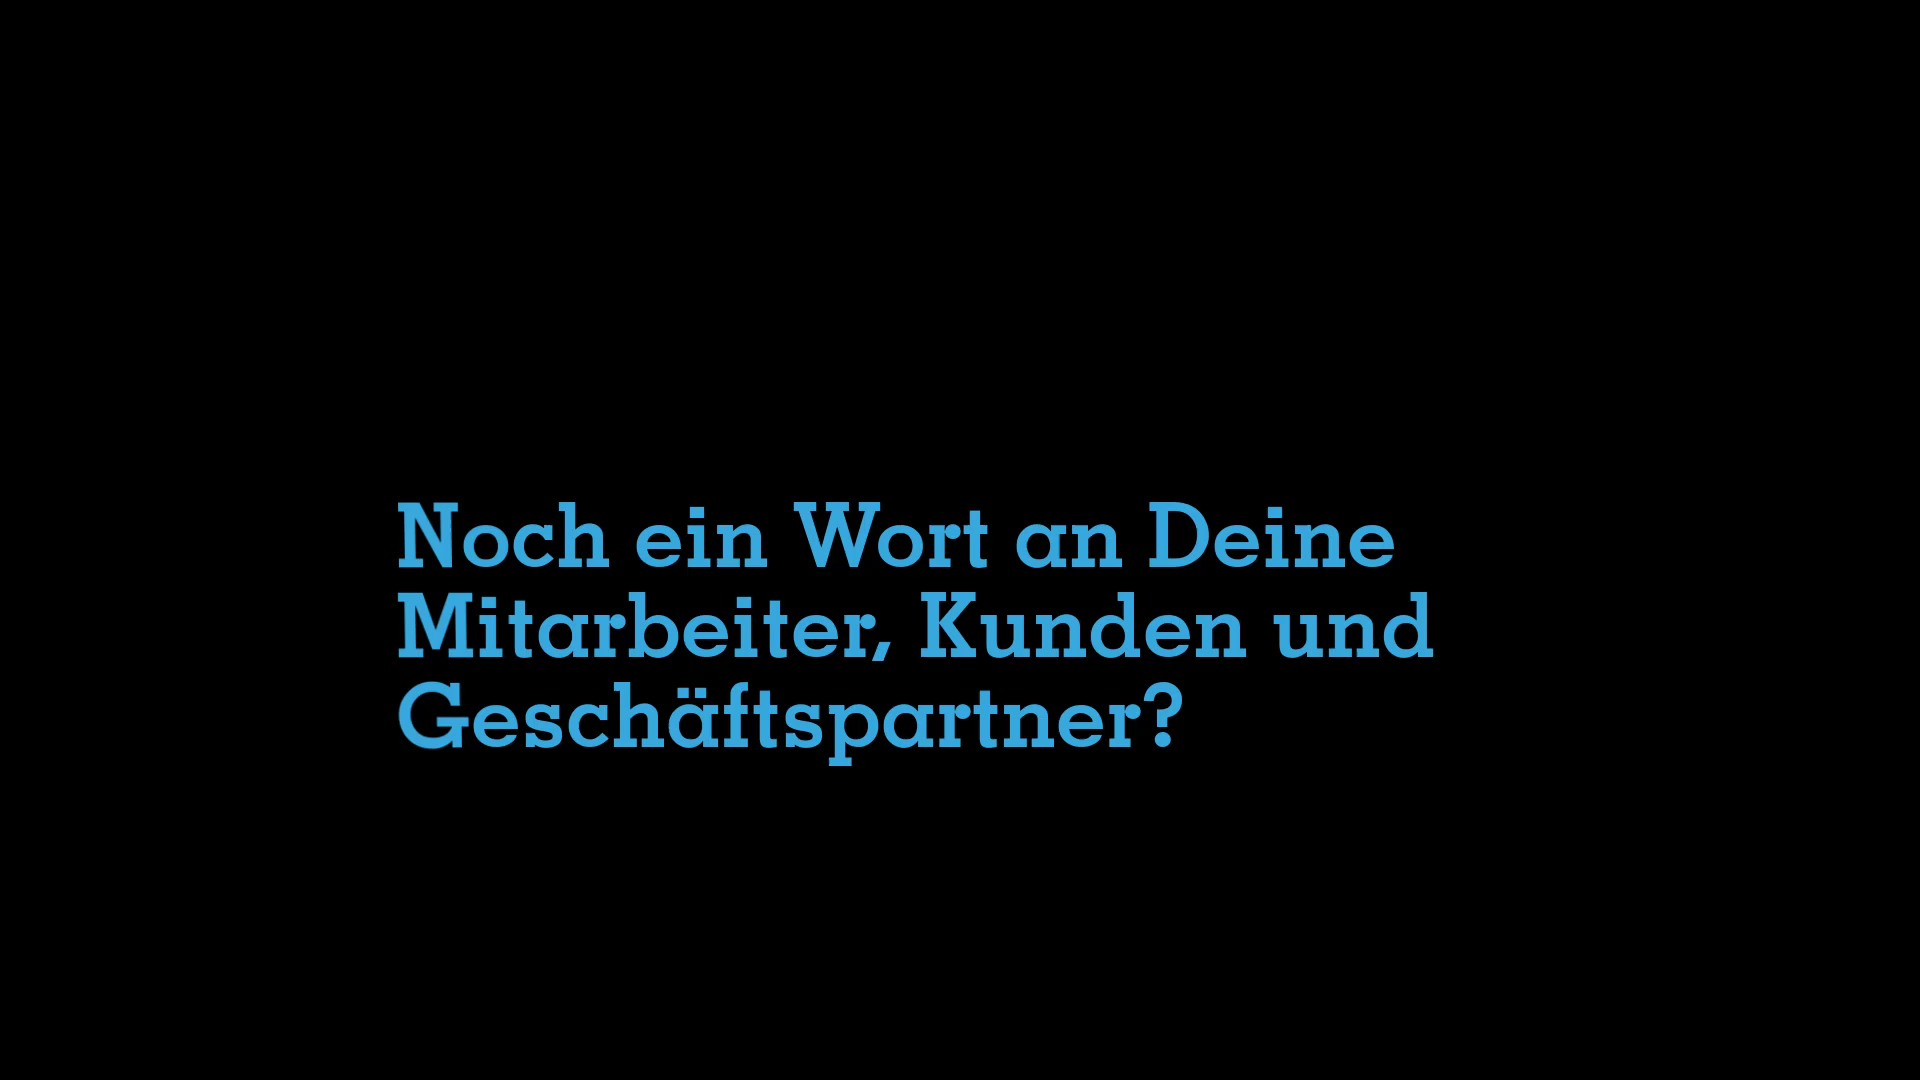 Noch ein Wort an Deine
Mitarbeiter, Kunden und
Geschäftspartner?